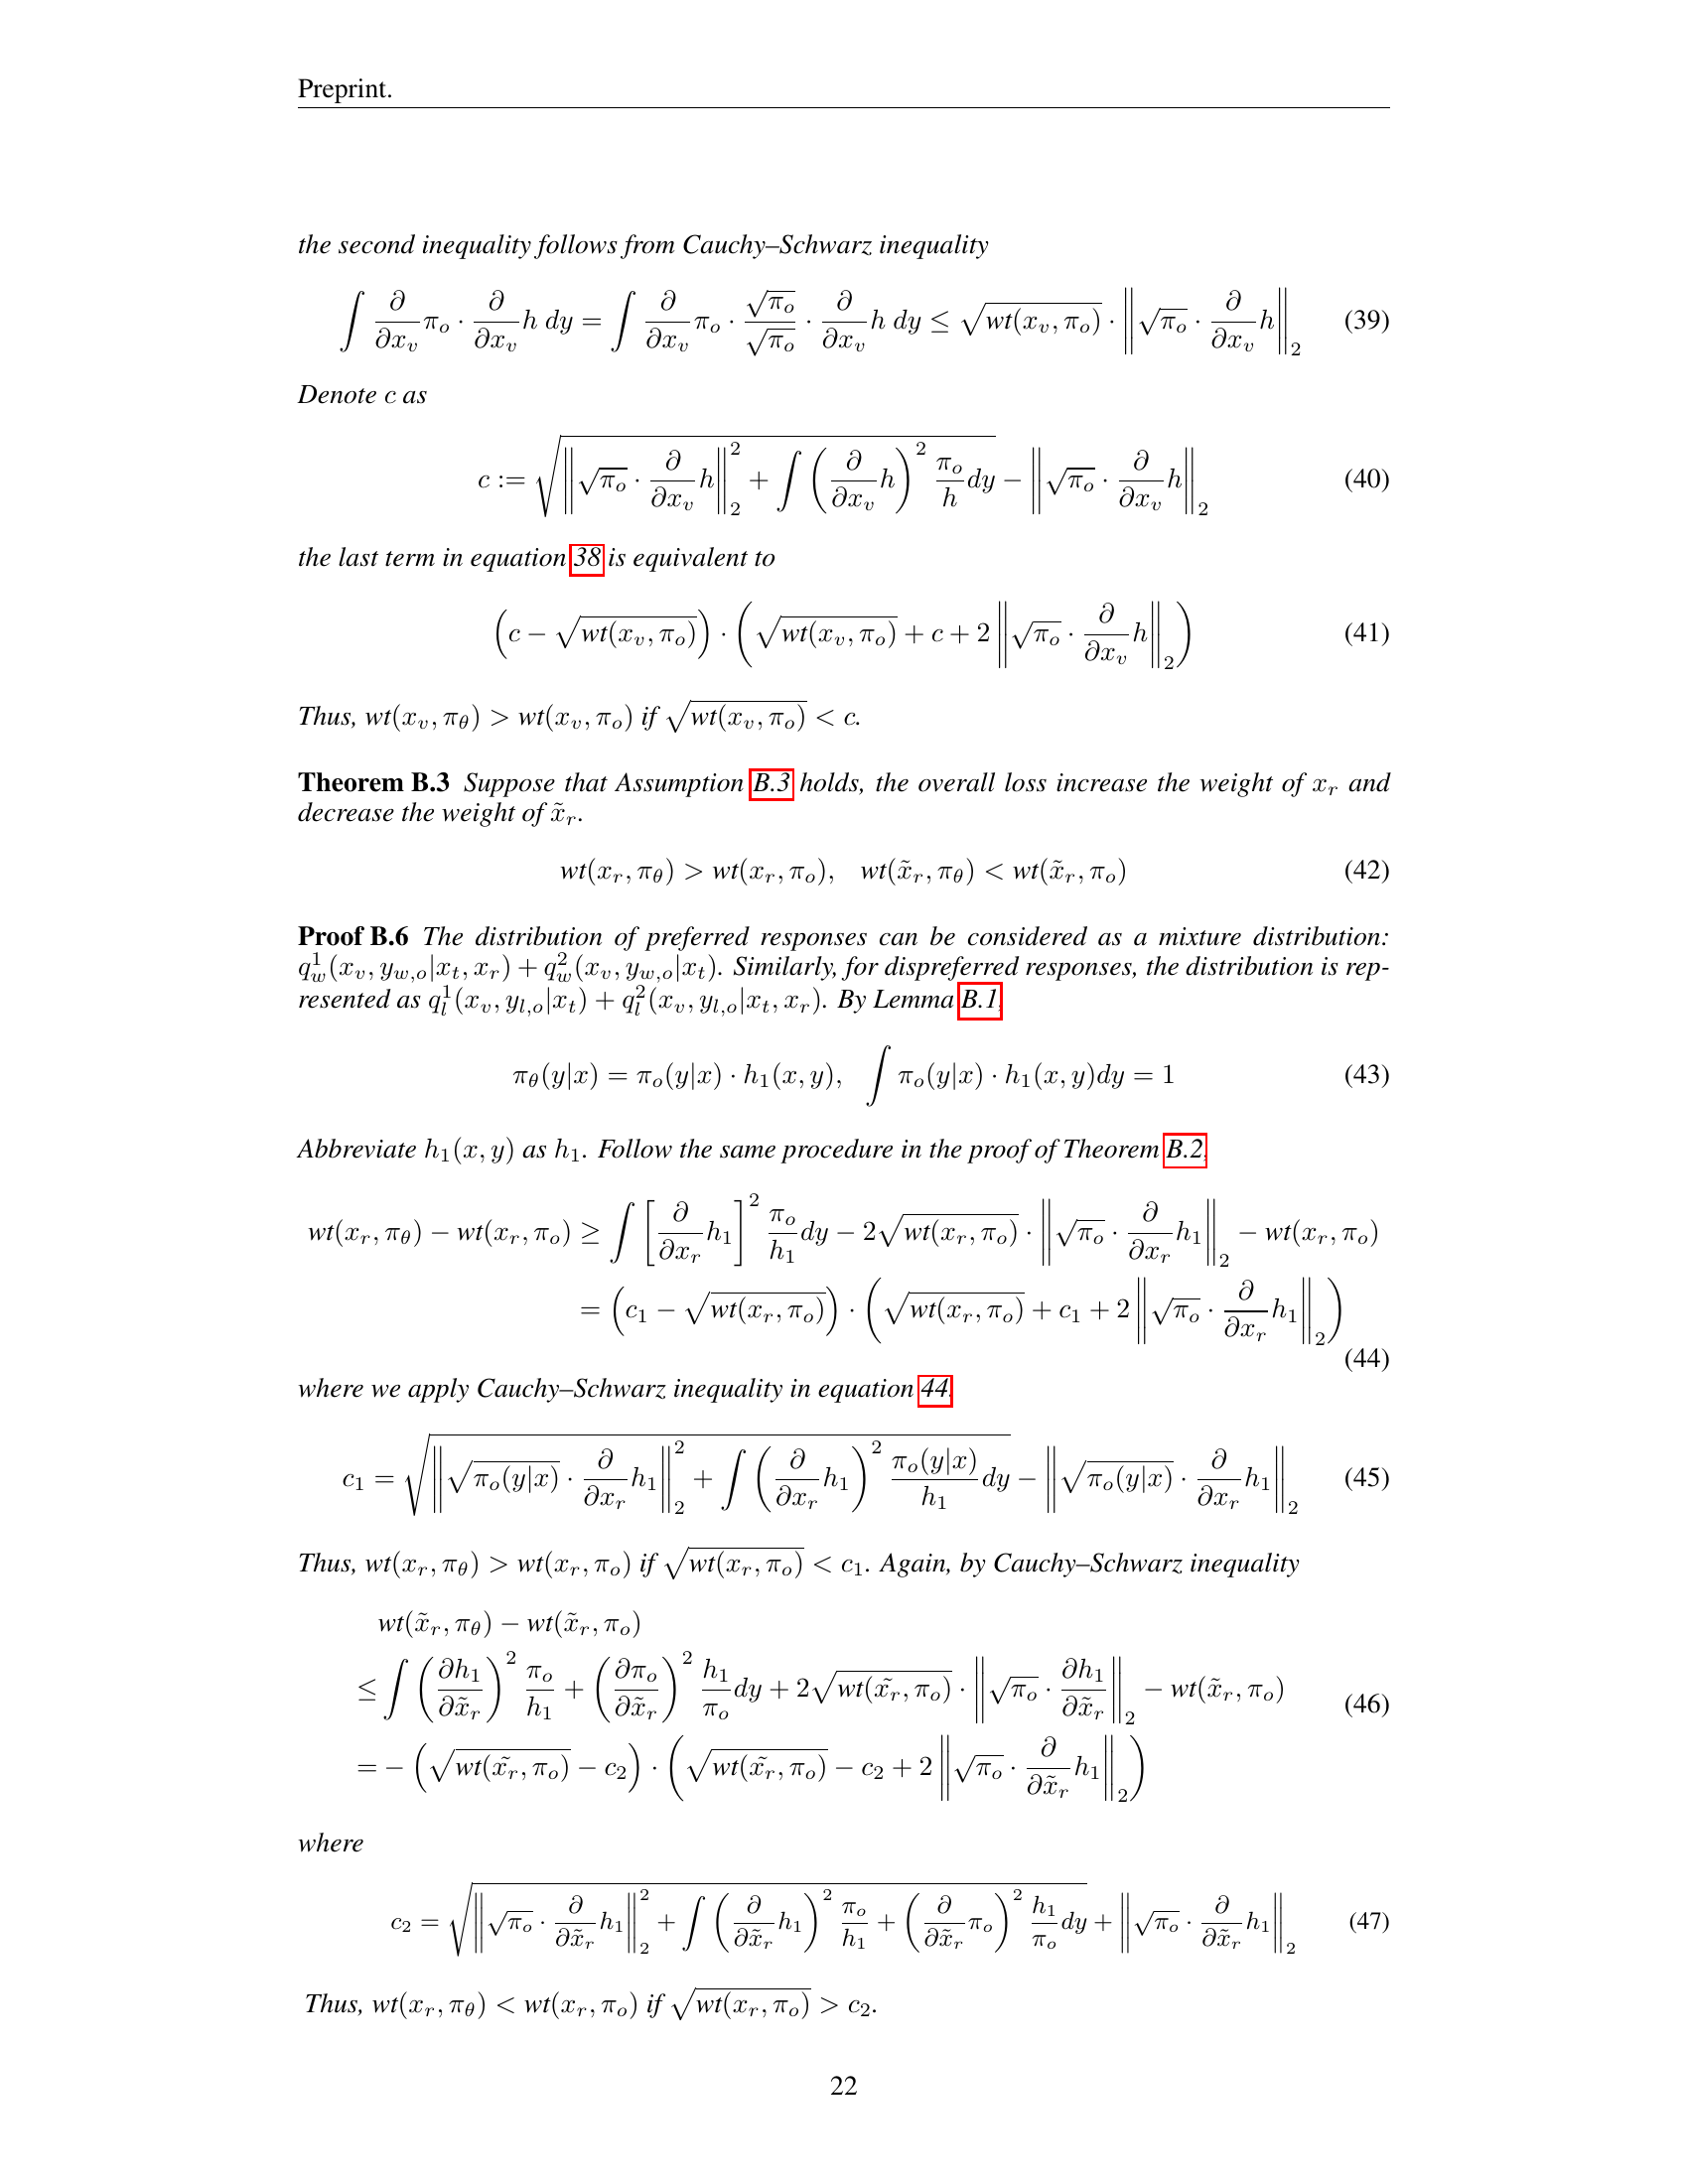 Preprint.
the second inequality follows from Cauchy–Schwarz inequality
$$\int \frac{\partial}{\partial x_v}\pi_o \cdot \frac{\partial}{\partial x_v}h \, dy = \int \frac{\partial}{\partial x_v}\pi_o \cdot \frac{\sqrt{\pi_o}}{\sqrt{\pi_o}} \cdot \frac{\partial}{\partial x_v}h \, dy \leq \sqrt{wt(x_v, \pi_o)} \cdot \left\| \sqrt{\pi_o} \cdot \frac{\partial}{\partial x_v}h \right\|_2 \quad (39)$$
Denote $c$ as
$$c := \sqrt{\left\| \sqrt{\pi_o} \cdot \frac{\partial}{\partial x_v}h \right\|_2^2 + \int \left( \frac{\partial}{\partial x_v}h \right)^2 \frac{\pi_o}{h} dy} - \left\| \sqrt{\pi_o} \cdot \frac{\partial}{\partial x_v}h \right\|_2 \quad (40)$$
the last term in equation 38 is equivalent to
$$\left( c - \sqrt{wt(x_v, \pi_o)} \right) \cdot \left( \sqrt{wt(x_v, \pi_o)} + c + 2 \left\| \sqrt{\pi_o} \cdot \frac{\partial}{\partial x_v}h \right\|_2 \right) \quad (41)$$
Thus, $wt(x_v, \pi_\theta) > wt(x_v, \pi_o)$ if $\sqrt{wt(x_v, \pi_o)} < c$.
Theorem B.3 Suppose that Assumption B.3 holds, the overall loss increase the weight of $x_r$ and
decrease the weight of $\tilde{x}_r$.
$$wt(x_r, \pi_\theta) > wt(x_r, \pi_o), \quad wt(\tilde{x}_r, \pi_\theta) < wt(\tilde{x}_r, \pi_o) \quad (42)$$
Proof B.6 The distribution of preferred responses can be considered as a mixture distribution:
$q_w^1(x_v, y_{w,o}|x_t, x_r) + q_w^2(x_v, y_{w,o}|x_t)$. Similarly, for dispreferred responses, the distribution is rep-
resented as $q_l^1(x_v, y_{l,o}|x_t) + q_l^2(x_v, y_{l,o}|x_t, x_r)$. By Lemma B.1,
$$\pi_\theta(y|x) = \pi_o(y|x) \cdot h_1(x, y), \quad \int \pi_o(y|x) \cdot h_1(x, y) dy = 1 \quad (43)$$
Abbreviate $h_1(x, y)$ as $h_1$. Follow the same procedure in the proof of Theorem B.2,
$$wt(x_r, \pi_\theta) - wt(x_r, \pi_o) \geq \int \left[ \frac{\partial}{\partial x_r}h_1 \right]^2 \frac{\pi_o}{h_1} dy - 2\sqrt{wt(x_r, \pi_o)} \cdot \left\| \sqrt{\pi_o} \cdot \frac{\partial}{\partial x_r}h_1 \right\|_2 - wt(x_r, \pi_o)$$
$$= \left( c_1 - \sqrt{wt(x_r, \pi_o)} \right) \cdot \left( \sqrt{wt(x_r, \pi_o)} + c_1 + 2 \left\| \sqrt{\pi_o} \cdot \frac{\partial}{\partial x_r}h_1 \right\|_2 \right)$$
(44)
where we apply Cauchy–Schwarz inequality in equation 44,
$$c_1 = \sqrt{\left\| \sqrt{\pi_o(y|x)} \cdot \frac{\partial}{\partial x_r}h_1 \right\|_2^2 + \int \left( \frac{\partial}{\partial x_r}h_1 \right)^2 \frac{\pi_o(y|x)}{h_1} dy} - \left\| \sqrt{\pi_o(y|x)} \cdot \frac{\partial}{\partial x_r}h_1 \right\|_2 \quad (45)$$
Thus, $wt(x_r, \pi_\theta) > wt(x_r, \pi_o)$ if $\sqrt{wt(x_r, \pi_o)} < c_1$. Again, by Cauchy–Schwarz inequality
$$wt(\tilde{x}_r, \pi_\theta) - wt(\tilde{x}_r, \pi_o)$$
$$\leq \int \left( \frac{\partial h_1}{\partial \tilde{x}_r} \right)^2 \frac{\pi_o}{h_1} + \left( \frac{\partial \pi_o}{\partial \tilde{x}_r} \right)^2 \frac{h_1}{\pi_o} dy + 2\sqrt{wt(\tilde{x_r}, \pi_o)} \cdot \left\| \sqrt{\pi_o} \cdot \frac{\partial h_1}{\partial \tilde{x}_r} \right\|_2 - wt(\tilde{x}_r, \pi_o) \quad (46)$$
$$= - \left( \sqrt{wt(\tilde{x_r}, \pi_o)} - c_2 \right) \cdot \left( \sqrt{wt(\tilde{x_r}, \pi_o)} - c_2 + 2 \left\| \sqrt{\pi_o} \cdot \frac{\partial}{\partial \tilde{x}_r}h_1 \right\|_2 \right)$$
where
$$c_2 = \sqrt{\left\| \sqrt{\pi_o} \cdot \frac{\partial}{\partial \tilde{x}_r}h_1 \right\|_2^2 + \int \left( \frac{\partial}{\partial \tilde{x}_r}h_1 \right)^2 \frac{\pi_o}{h_1} + \left( \frac{\partial}{\partial \tilde{x}_r}\pi_o \right)^2 \frac{h_1}{\pi_o} dy} + \left\| \sqrt{\pi_o} \cdot \frac{\partial}{\partial \tilde{x}_r}h_1 \right\|_2 \quad (47)$$
Thus, $wt(x_r, \pi_\theta) < wt(x_r, \pi_o)$ if $\sqrt{wt(x_r, \pi_o)} > c_2$.
22